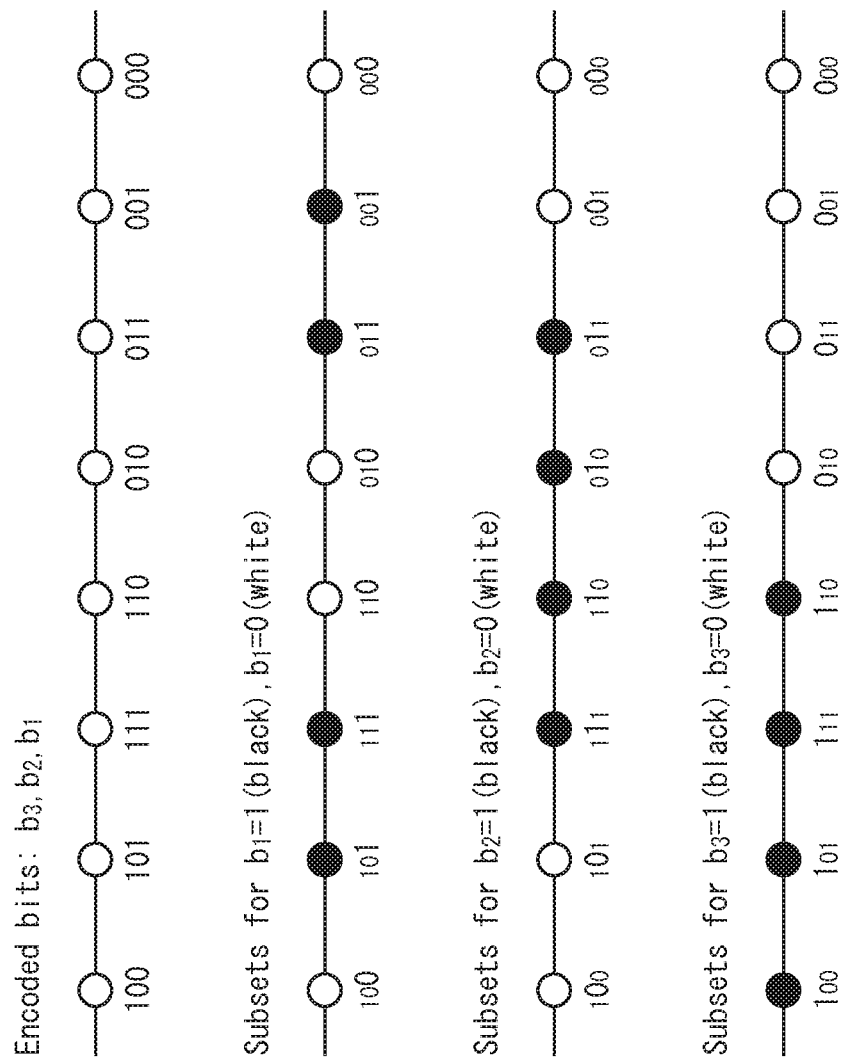 Encoded bits: b3, b2, b1
100 101 111 110 010 011 001 000
Subsets for b1=1(black), b1=0(white)
100 101 111 110 010 011 001 000
Subsets for b2=1(black), b2=0(white)
100 101 111 110 010 011 001 000
Subsets for b3=1(black), b3=0(white)
100 101 111 110 010 011 001 000